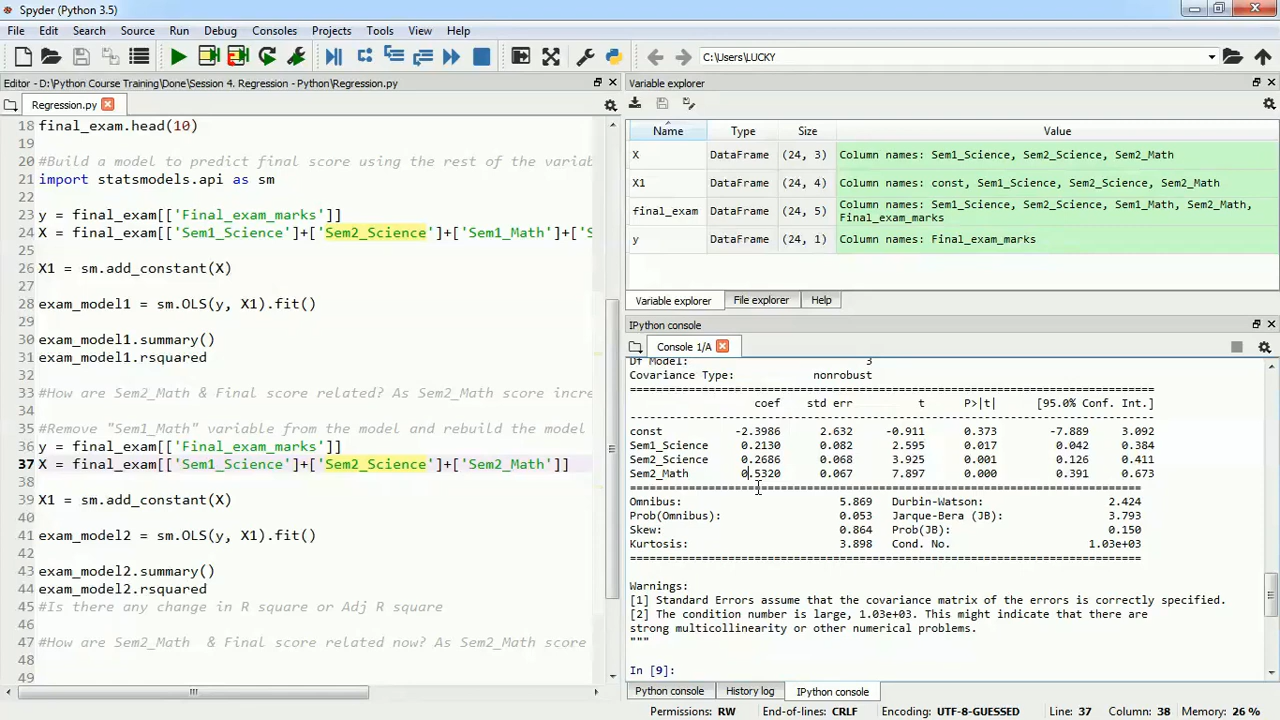 Spyder (Python 3.5)
File Edit Search Source Run Debug Consoles Projects Tools View Help
C:\Users\LUCKY
Editor - D:\Python Course Training\Done\Session 4. Regression - Python\Regression.py
Regression.py
18 final_exam.head(10)
19
20 #Build a model to predict final score using the rest of the variab
21 import statsmodels.api as sm
22
23 y = final_exam[['Final_exam_marks']]
24 X = final_exam[['Sem1_Science']+['Sem2_Science']+['Sem1_Math']+['S
25
26 X1 = sm.add_constant(X)
27
28 exam_model1 = sm.OLS(y, X1).fit()
29
30 exam_model1.summary()
31 exam_model1.rsquared
32
33 #How are Sem2_Math & Final score related? As Sem2_Math score incre
34
35 #Remove "Sem1_Math" variable from the model and rebuild the model
36 y = final_exam[['Final_exam_marks']]
37 X = final_exam[['Sem1_Science']+['Sem2_Science']+['Sem2_Math']]
38
39 X1 = sm.add_constant(X)
40
41 exam_model2 = sm.OLS(y, X1).fit()
42
43 exam_model2.summary()
44 exam_model2.rsquared
45 #Is there any change in R square or Adj R square
46
47 #How are Sem2_Math  & Final score related now? As Sem2_Math score
48
49
Variable explorer
Name Type Size Value
X DataFrame (24, 3) Column names: Sem1_Science, Sem2_Science, Sem2_Math
X1 DataFrame (24, 4) Column names: const, Sem1_Science, Sem2_Science, Sem2_Math
final_exam DataFrame (24, 5) Column names: Sem1_Science, Sem2_Science, Sem1_Math, Sem2_Math,
Final_exam_marks
y DataFrame (24, 1) Column names: Final_exam_marks
Variable explorer File explorer Help
IPython console
Console 1/A
Df Model: 3
Covariance Type: nonrobust
==============================================================================
coef std err t P>|t| [95.0% Conf. Int.]
------------------------------------------------------------------------------
const -2.3986 2.632 -0.911 0.373 -7.889 3.092
Sem1_Science 0.2130 0.082 2.595 0.017 0.042 0.384
Sem2_Science 0.2686 0.068 3.925 0.001 0.126 0.411
Sem2_Math 0.5320 0.067 7.897 0.000 0.391 0.673
==============================================================================
Omnibus: 5.869 Durbin-Watson: 2.424
Prob(Omnibus): 0.053 Jarque-Bera (JB): 3.793
Skew: 0.864 Prob(JB): 0.150
Kurtosis: 3.898 Cond. No. 1.03e+03
==============================================================================
Warnings:
[1] Standard Errors assume that the covariance matrix of the errors is correctly specified.
[2] The condition number is large, 1.03e+03. This might indicate that there are
strong multicollinearity or other numerical problems.
"""
In [9]:
Python console History log IPython console
Permissions: RW End-of-lines: CRLF Encoding: UTF-8-GUESSED Line: 37 Column: 38 Memory: 26 %